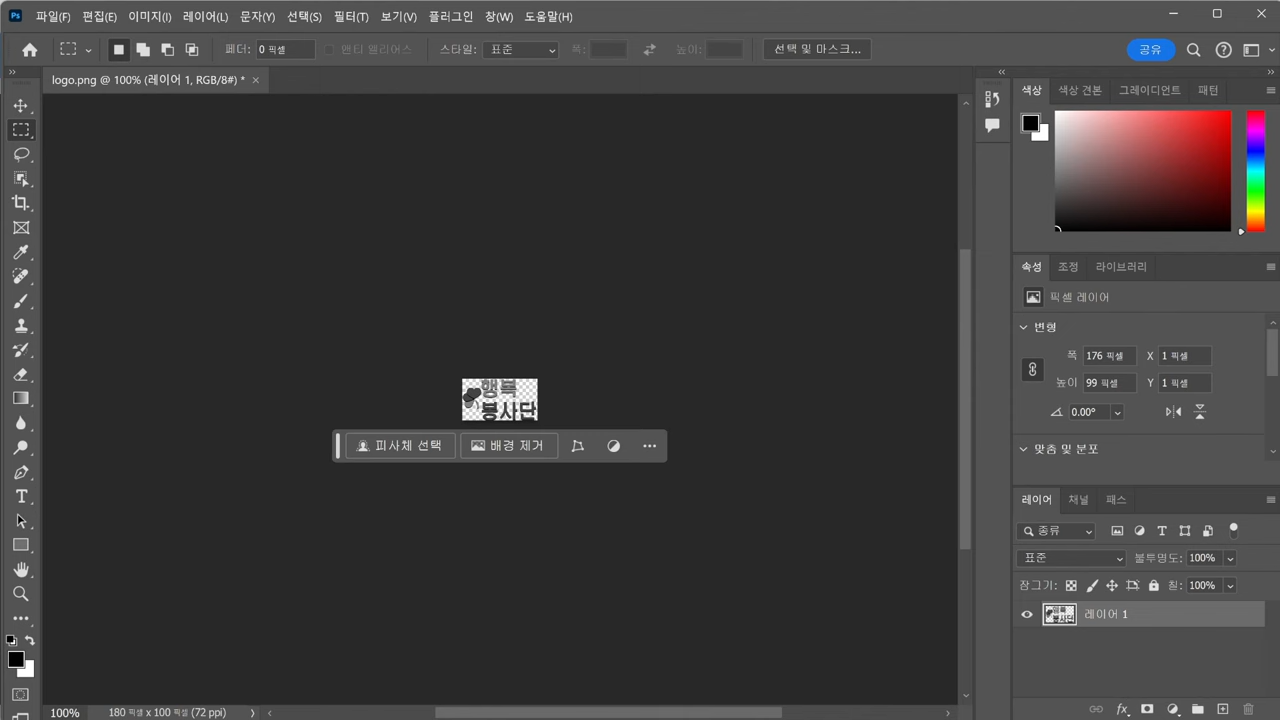 파일(F) 편집(E) 이미지(I) 레이어(L) 문자(Y) 선택(S) 필터(T) 보기(V) 플러그인 창(W) 도움말(H)
페더: 0 픽셀 앤티 앨리어스 스타일: 표준 폭: 높이: 선택 및 마스크... 공유
logo.png @ 100% (레이어 1, RGB/8#) *
색상 색상 견본 그레이디언트 패턴
속성 조정 라이브러리
픽셀 레이어
변형
폭 176 픽셀 X 1 픽셀
높이 99 픽셀 Y 1 픽셀
0.00°
맞춤 및 분포
행복
봉사단
피사체 선택 배경 제거
레이어 채널 패스
종류
표준 불투명도: 100%
잠그기: 칠: 100%
레이어 1
100% 180 픽셀 x 100 픽셀 (72 ppi)